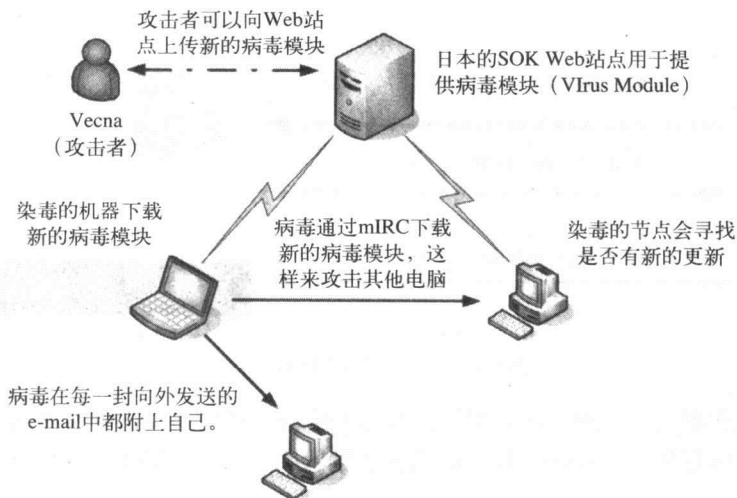 攻击者可以向Web站
点上传新的病毒模块
Vecna
（攻击者）
日本的SOK Web站点用于提
供病毒模块（VIrus Module）
染毒的机器下载
新的病毒模块
病毒通过mIRC下载
新的病毒模块，这
样来攻击其他电脑
染毒的节点会寻找
是否有新的更新
病毒在每一封向外发送的
e-mail中都附上自己。